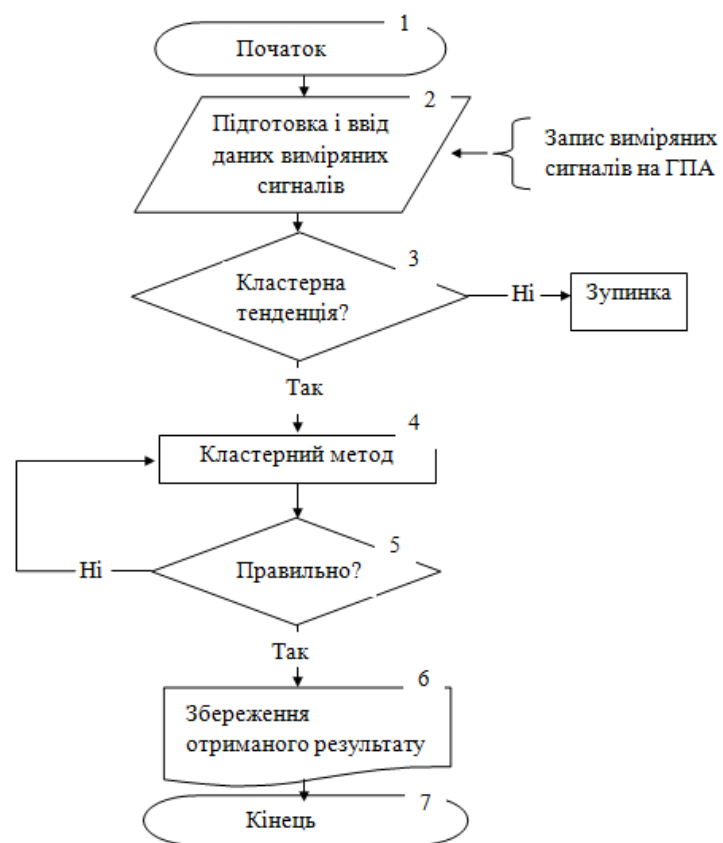 1
Початок
2
Підготовка і ввід
даних виміряних
сигналів
Запис виміряних
сигналів на ГПА
3
Кластерна
тенденція?
Ні
Зупинка
Так
4
Кластерний метод
5
Правильно?
Ні
Так
6
Збереження
отриманого результату
7
Кінець